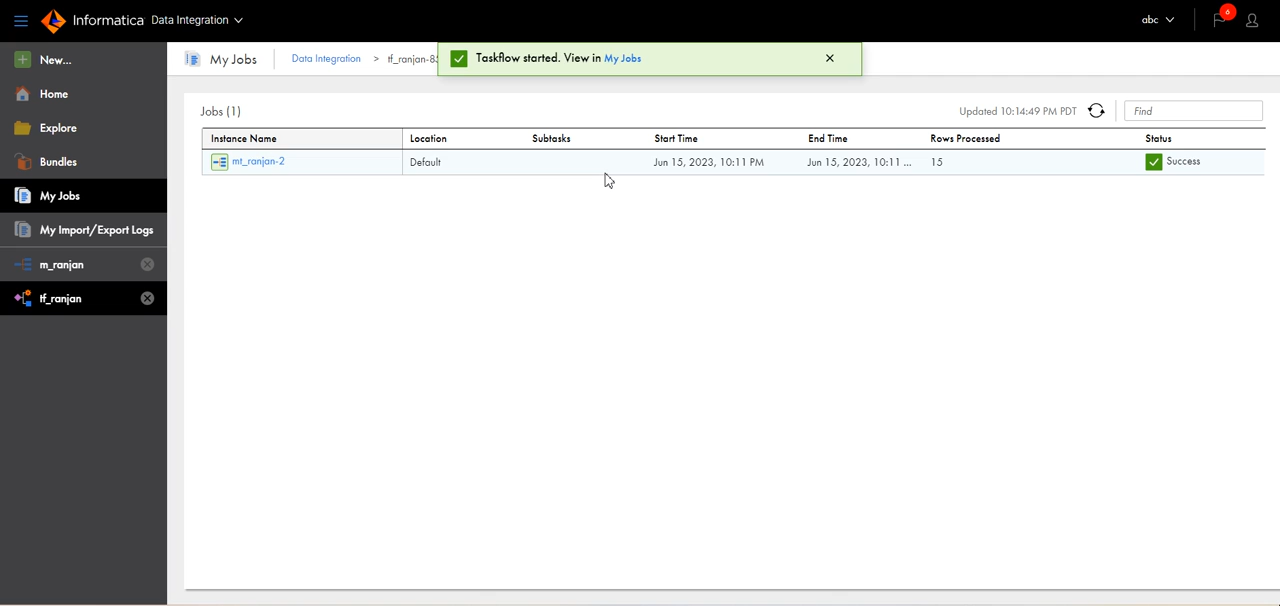 Informatica Data Integration
abc
6
New...
Home
Explore
Bundles
My Jobs
My Import/Export Logs
m_ranjan
tf_ranjan
My Jobs
Data Integration > tf_ranjan-85
Taskflow started. View in My Jobs
Jobs (1)
Updated 10:14:49 PM PDT
Find
Instance Name Location Subtasks Start Time End Time Rows Processed Status
mt_ranjan-2 Default Jun 15, 2023, 10:11 PM Jun 15, 2023, 10:11 ... 15 Success